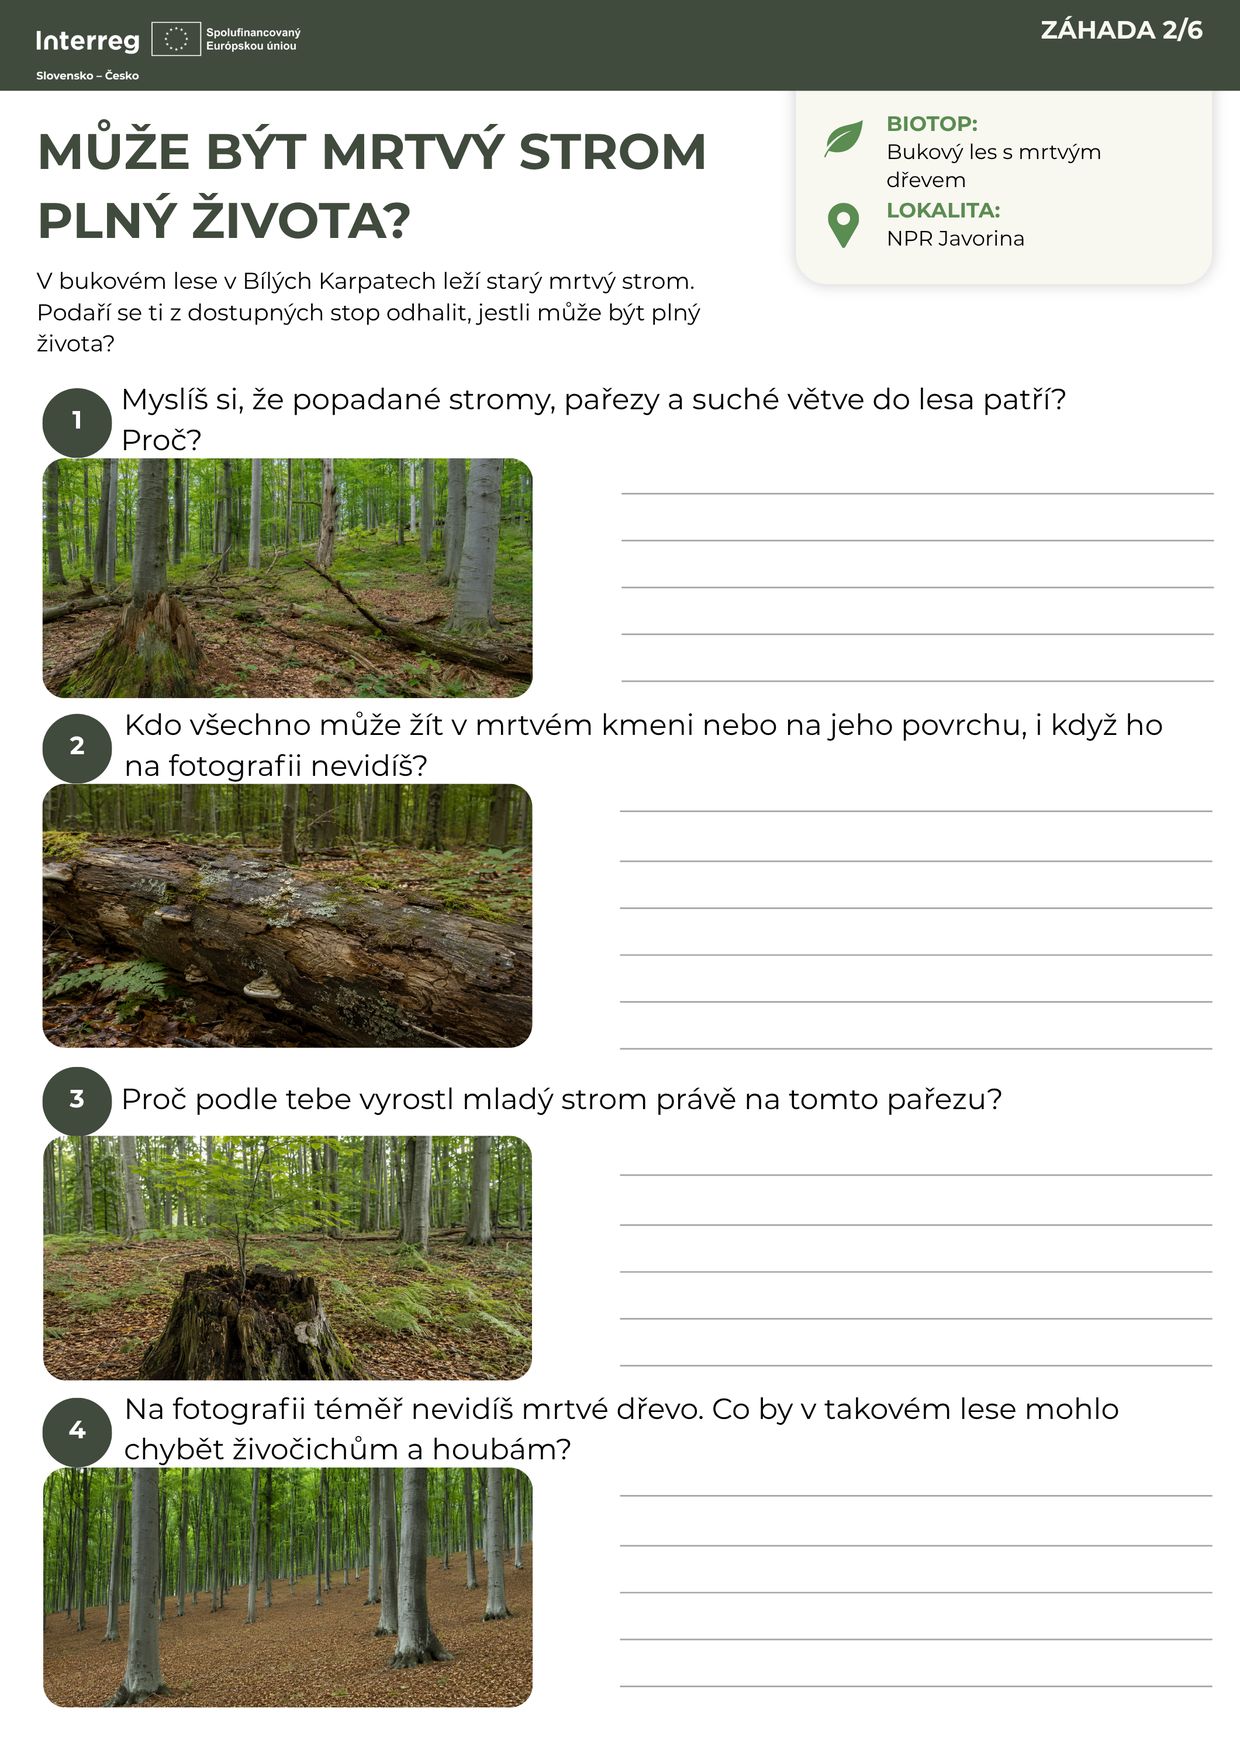 Interreg
Spolufinancovaný
Európskou úniou
Slovensko – Česko
ZÁHADA 2/6
MŮŽE BÝT MRTVÝ STROM
PLNÝ ŽIVOTA?
BIOTOP:
Bukový les s mrtvým
dřevem
LOKALITA:
NPR Javorina
V bukovém lese v Bílých Karpatech leží starý mrtvý strom.
Podaří se ti z dostupných stop odhalit, jestli může být plný
života?
1
Myslíš si, že popadané stromy, pařezy a suché větve do lesa patří?
Proč?
2
Kdo všechno může žít v mrtvém kmeni nebo na jeho povrchu, i když ho
na fotografii nevidíš?
3
Proč podle tebe vyrostl mladý strom právě na tomto pařezu?
4
Na fotografii téměř nevidíš mrtvé dřevo. Co by v takovém lese mohlo
chybět živočichům a houbám?